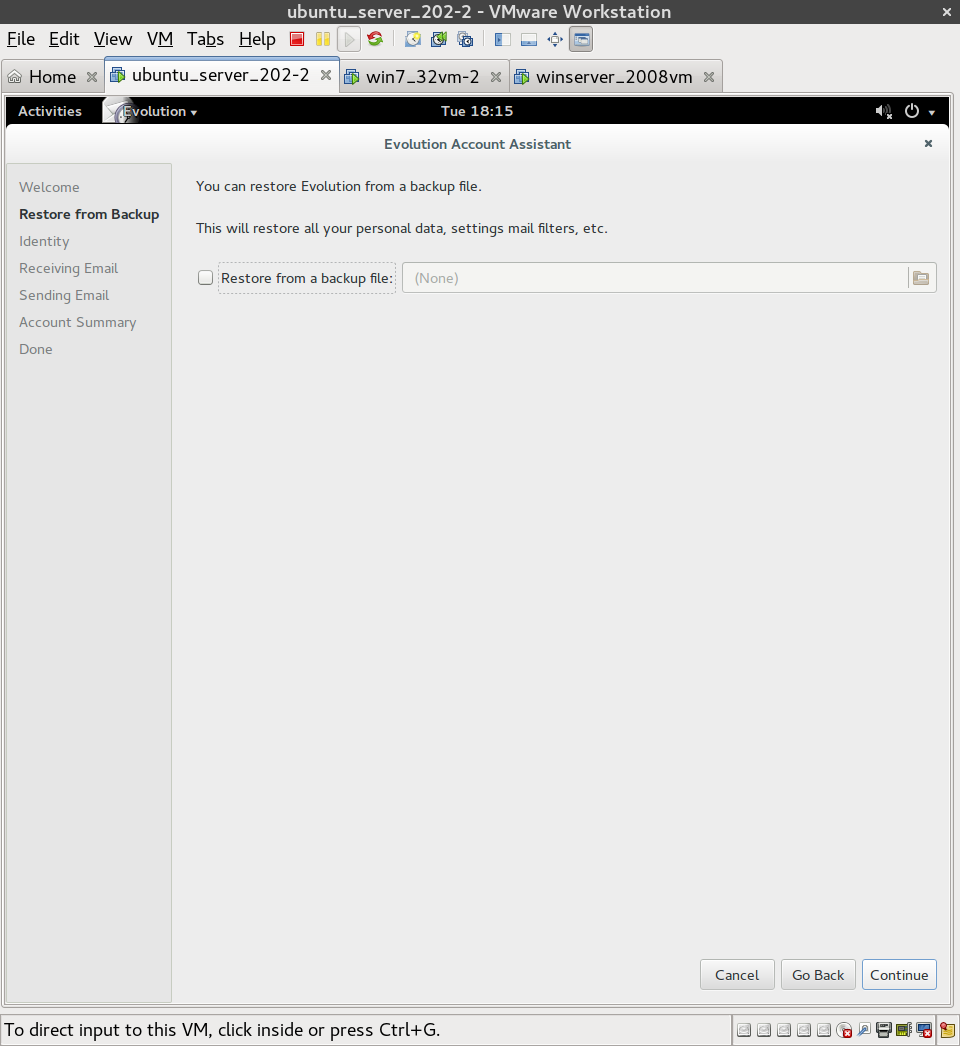 ubuntu_server_202-2 - VMware Workstation
File Edit View VM Tabs Help
Home ubuntu_server_202-2 win7_32vm-2 winserver_2008vm
Activities Evolution Tue 18:15
Evolution Account Assistant
Welcome
Restore from Backup
Identity
Receiving Email
Sending Email
Account Summary
Done
You can restore Evolution from a backup file.
This will restore all your personal data, settings mail filters, etc.
Restore from a backup file: (None)
Cancel Go Back Continue
To direct input to this VM, click inside or press Ctrl+G.